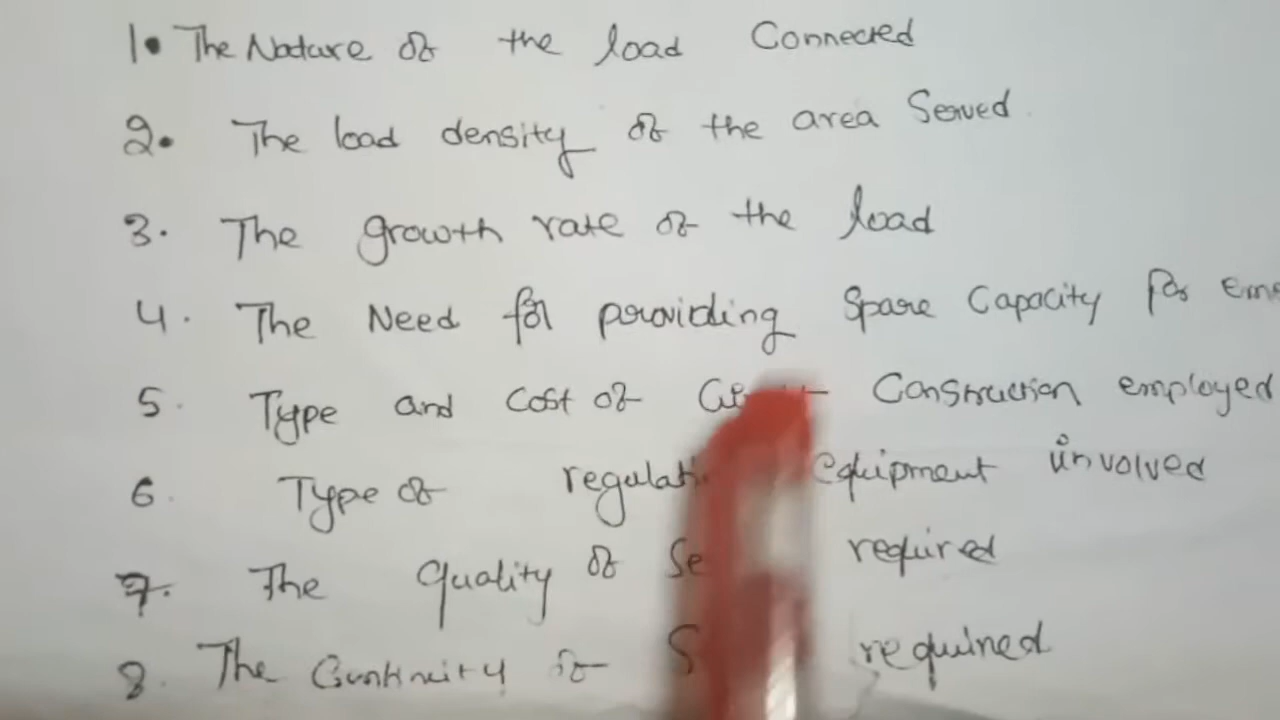 1. The Nature of the load Connected
2. The load density of the area Served
3. The growth rate of the load
4. The Need for providing Spare Capacity for
5. Type and Cost of Construction employed
6. Type of equipment involved
7. The quality of required
8. The Continuity of required